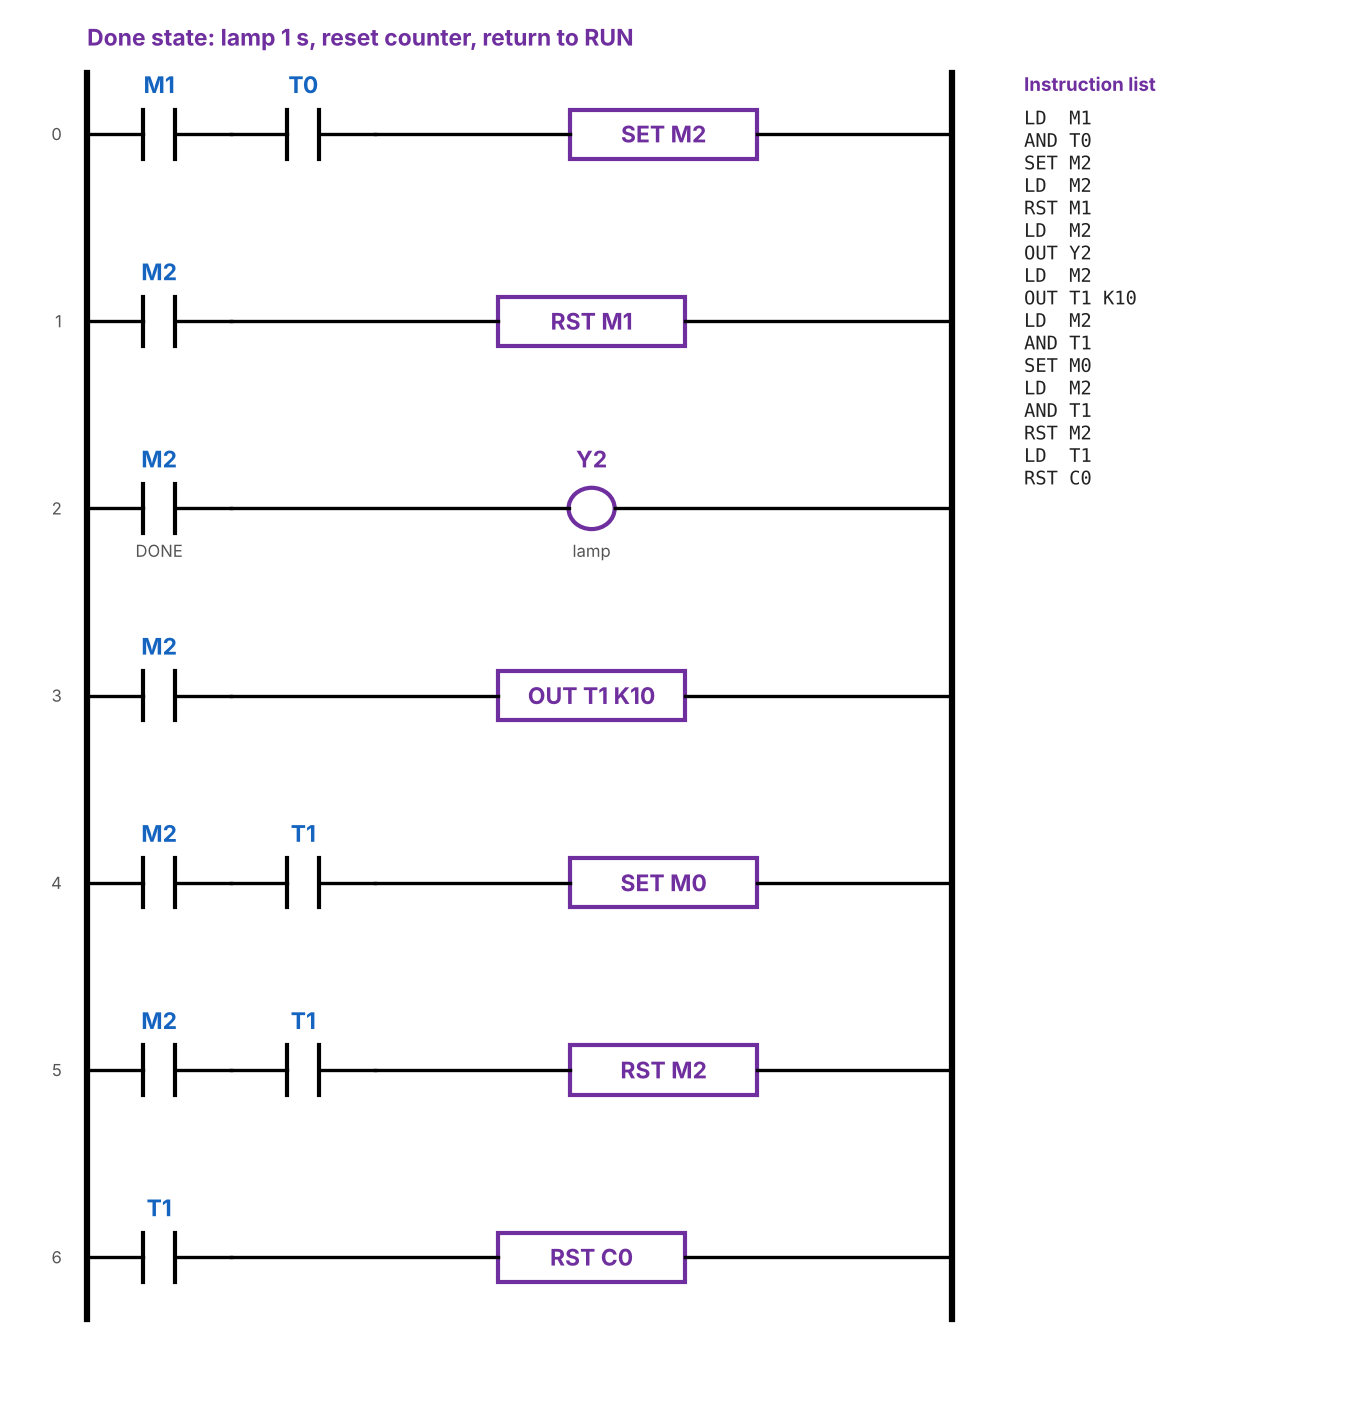 Done state: lamp 1 s, reset counter, return to RUN
M1 T0
0 SET M2
M2
1 RST M1
M2 Y2
2
DONE lamp
M2
3 OUT T1 K10
M2 T1
4 SET M0
M2 T1
5 RST M2
T1
6 RST C0
Instruction list
LD  M1
AND T0
SET M2
LD  M2
RST M1
LD  M2
OUT Y2
LD  M2
OUT T1 K10
LD  M2
AND T1
SET M0
LD  M2
AND T1
RST M2
LD  T1
RST C0